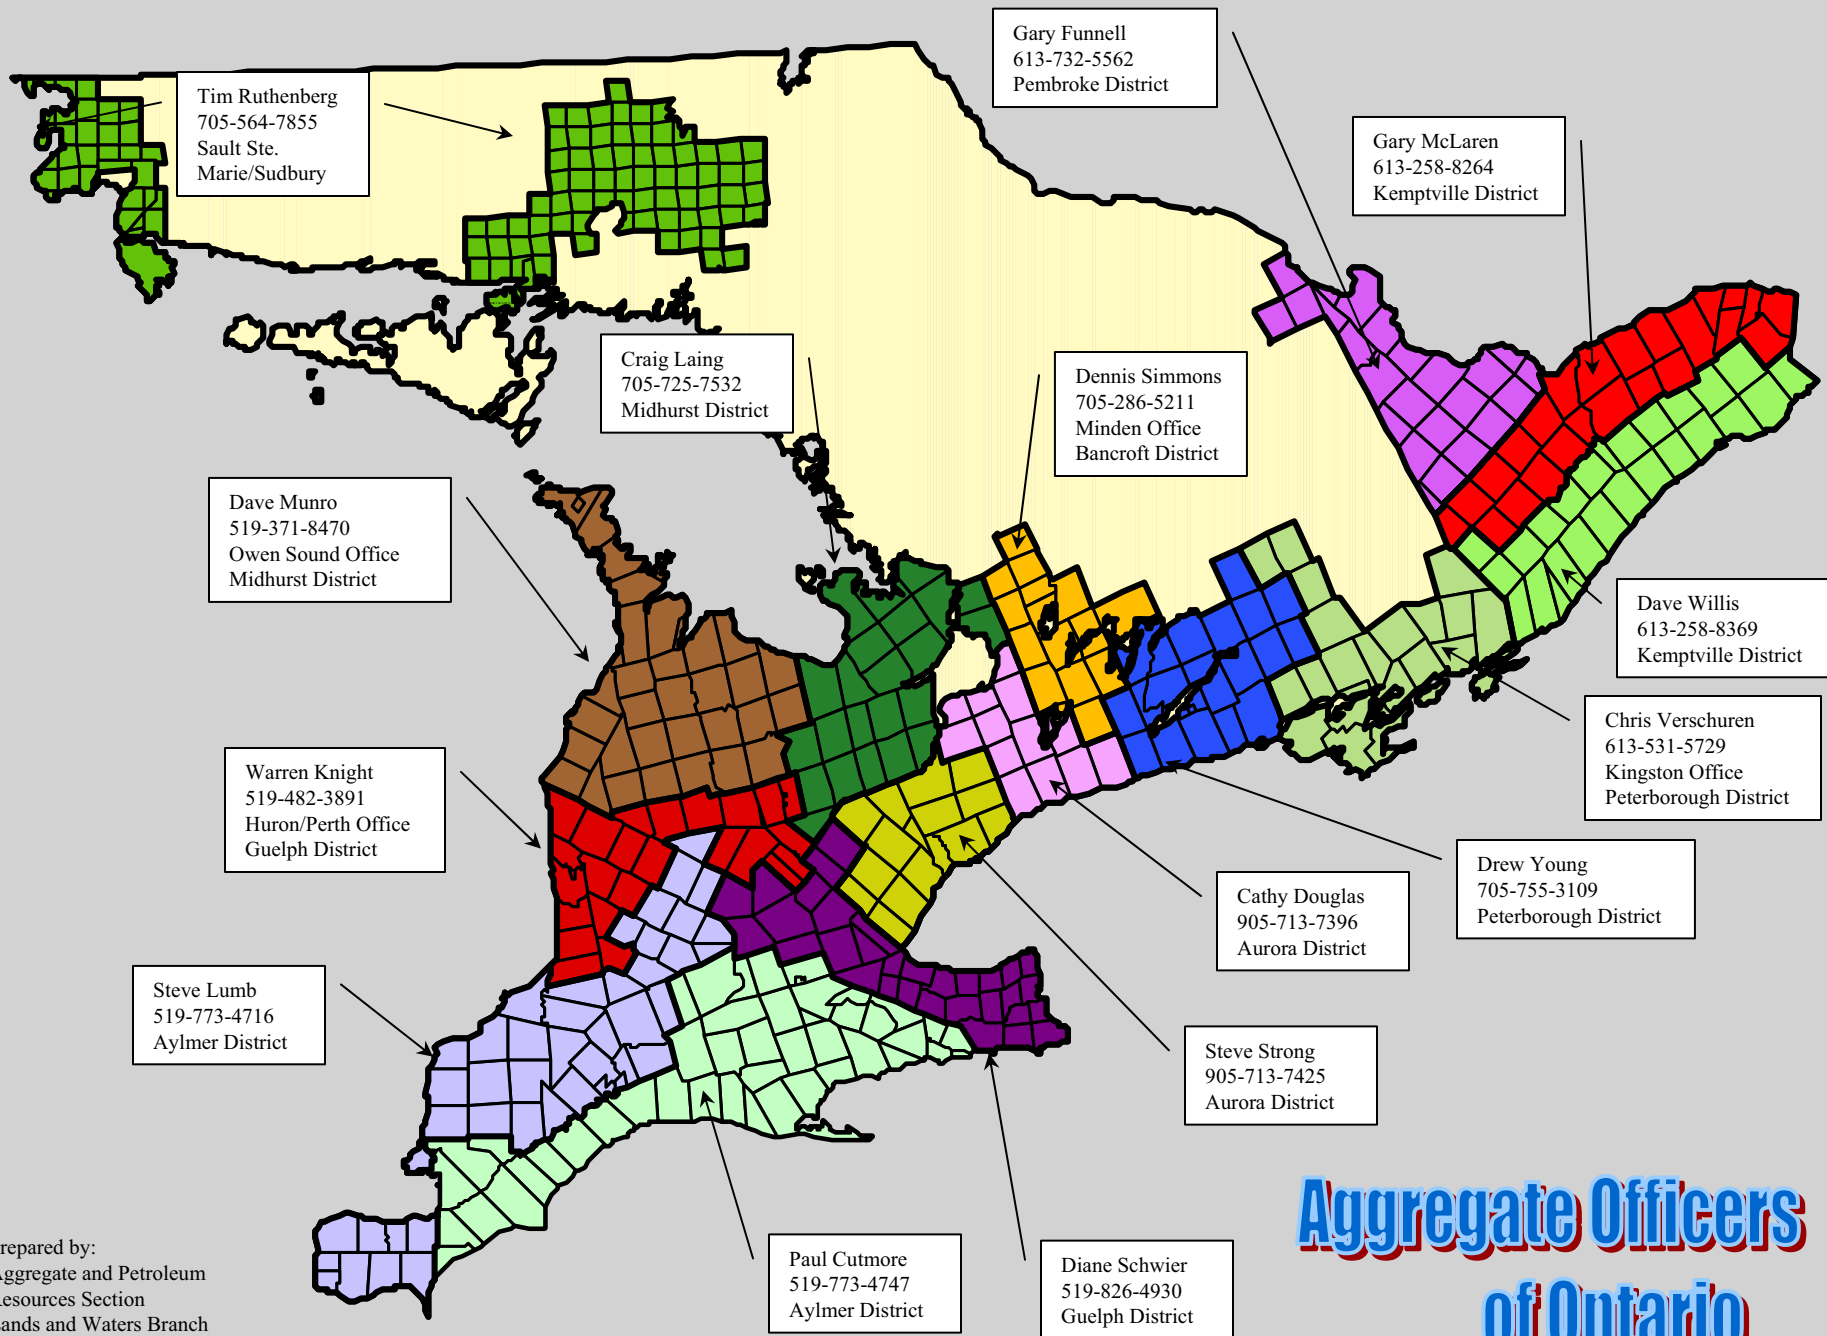 Gary Funnell
613-732-5562
Pembroke District
Tim Ruthenberg
705-564-7855
Sault Ste.
Marie/Sudbury
Gary McLaren
613-258-8264
Kemptville District
Craig Laing
705-725-7532
Midhurst District
Dennis Simmons
705-286-5211
Minden Office
Bancroft District
Dave Munro
519-371-8470
Owen Sound Office
Midhurst District
Dave Willis
613-258-8369
Kemptville District
Chris Verschuren
613-531-5729
Kingston Office
Peterborough District
Warren Knight
519-482-3891
Huron/Perth Office
Guelph District
Drew Young
705-755-3109
Peterborough District
Cathy Douglas
905-713-7396
Aurora District
Steve Lumb
519-773-4716
Aylmer District
Steve Strong
905-713-7425
Aurora District
Paul Cutmore
519-773-4747
Aylmer District
Diane Schwier
519-826-4930
Guelph District
Aggregate Officers
of Ontario
repared by:
Aggregate and Petroleum
esources Section
ands and Waters Branch